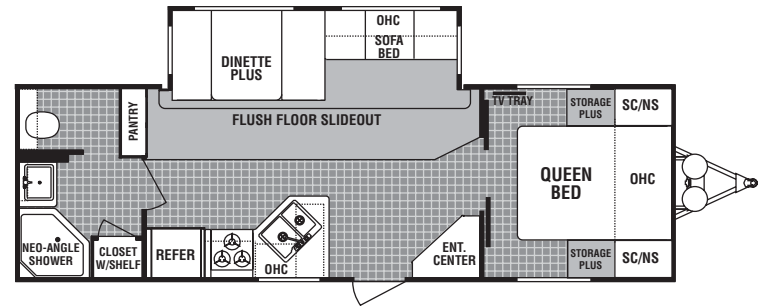 OHC
SOFA
BED
DINETTE
PLUS
TV TRAY
STORAGE
PLUS
SC/NS
PANTRY
FLUSH FLOOR SLIDEOUT
QUEEN
BED
OHC
NEO-ANGLE
SHOWER
CLOSET
W/SHELF
REFER
OHC
ENT.
CENTER
STORAGE
PLUS
SC/NS